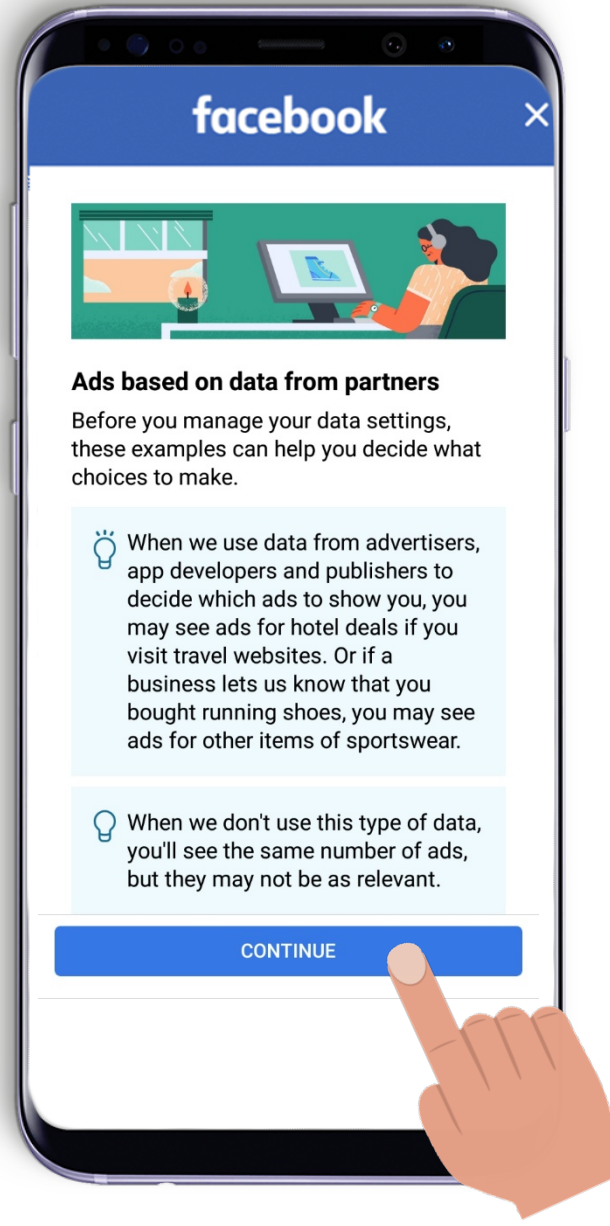 facebook
Ads based on data from partners
Before you manage your data settings,
these examples can help you decide what
choices to make.
When we use data from advertisers,
app developers and publishers to
decide which ads to show you, you
may see ads for hotel deals if you
visit travel websites. Or if a
business lets us know that you
bought running shoes, you may see
ads for other items of sportswear.
When we don't use this type of data,
you'll see the same number of ads,
but they may not be as relevant.
CONTINUE